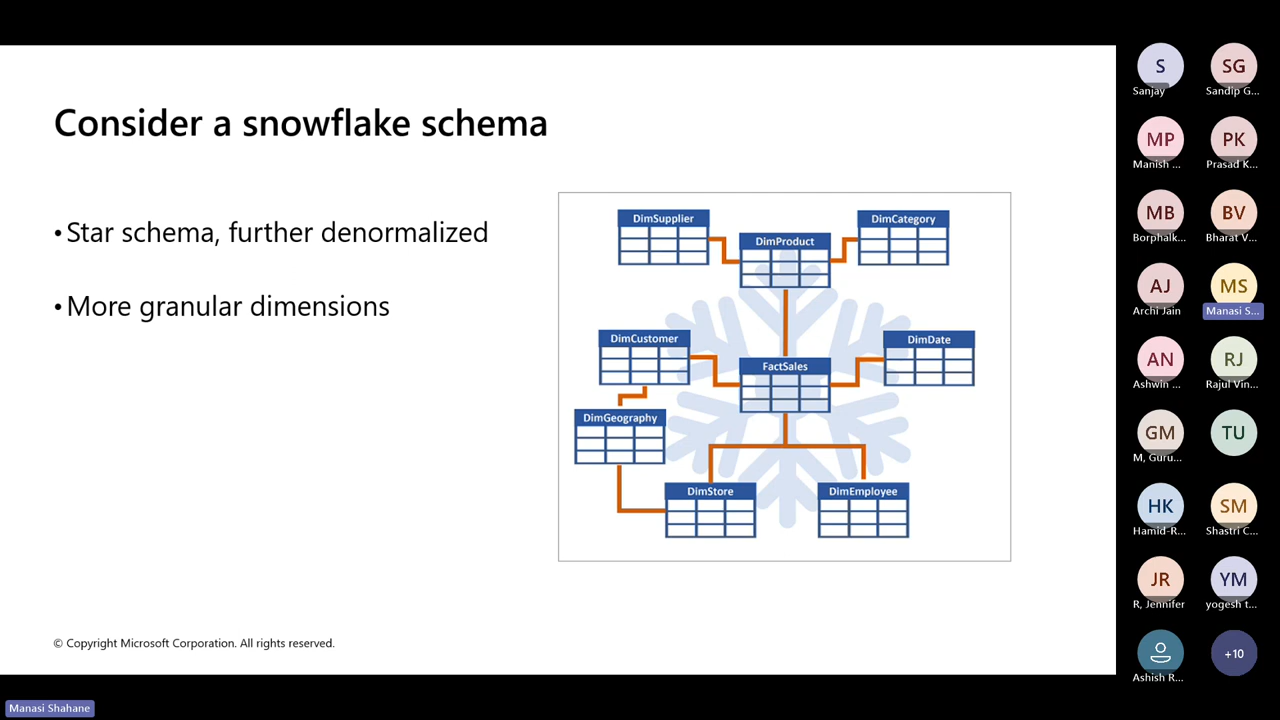 Consider a snowflake schema
•Star schema, further denormalized
•More granular dimensions
DimSupplier
DimCategory
DimProduct
DimCustomer
DimDate
FactSales
DimGeography
DimStore
DimEmployee
© Copyright Microsoft Corporation. All rights reserved.
S
SG
Sanjay
Sandip G...
MP
PK
Manish ...
Prasad K...
MB
BV
Borphalk...
Bharat V...
AJ
MS
Archi Jain
Manasi S...
AN
RJ
Ashwin ...
Rajul Vin...
GM
TU
M, Guru...
HK
SM
Hamid-R...
Shastri C...
JR
YM
R, Jennifer
yogesh t...
+10
Ashish R...
Manasi Shahane